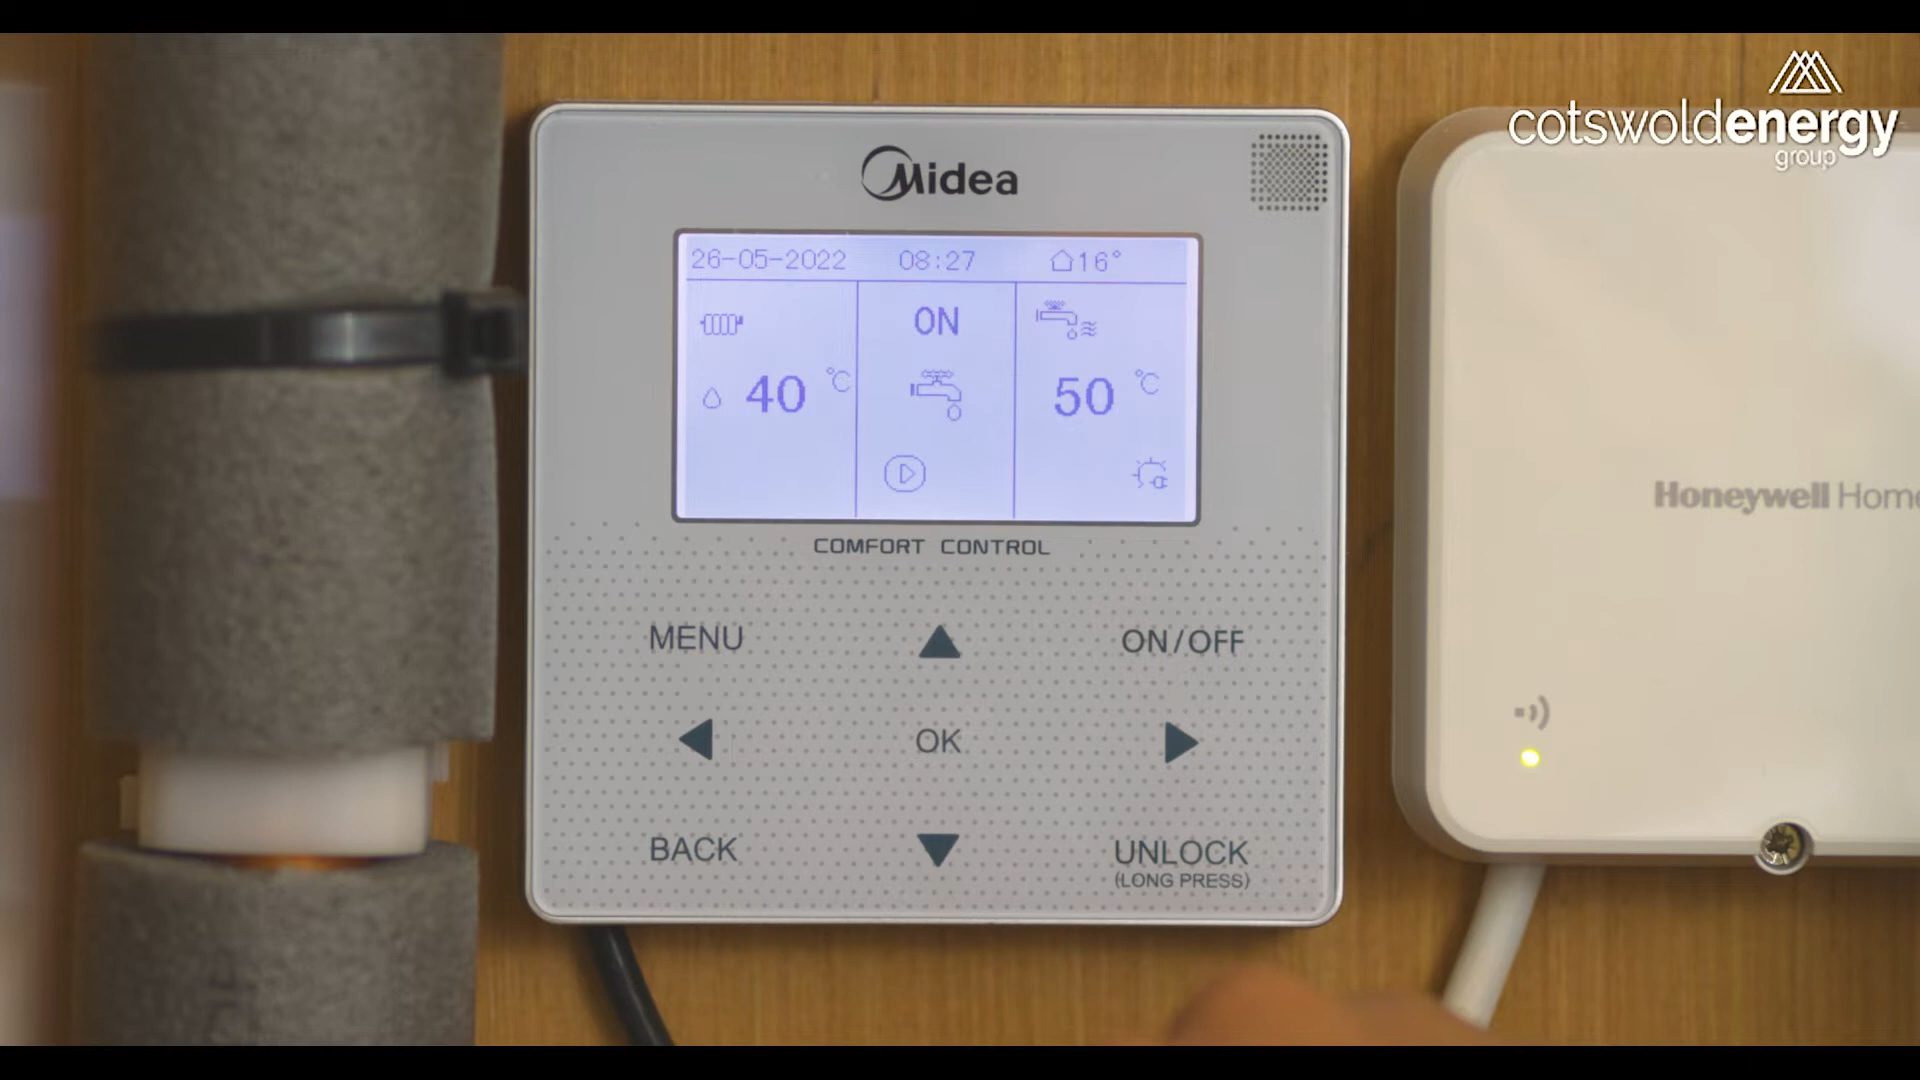 cotswoldenergy
group
Midea
26-05-2022 08:27 16°
ON
40 °C
50 °C
COMFORT CONTROL
MENU
ON/OFF
OK
BACK
UNLOCK
(LONG PRESS)
Honeywell Home